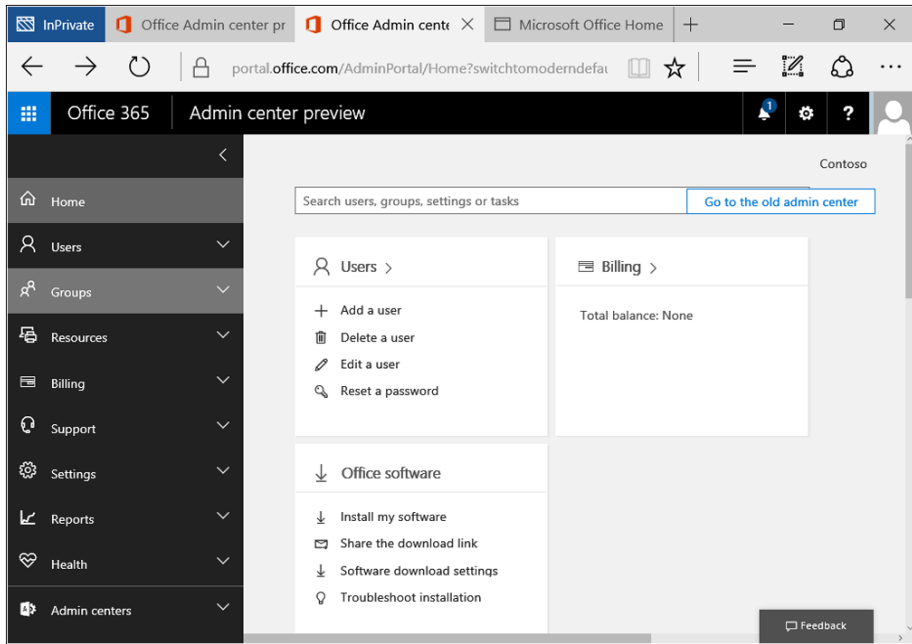 InPrivate
Office Admin center pr
Office Admin cente
Microsoft Office Home
portal.office.com/AdminPortal/Home?switchtomoderndefau
Office 365
Admin center preview
1
?
Contoso
Home
Users
Groups
Resources
Billing
Support
Settings
Reports
Health
Admin centers
Search users, groups, settings or tasks
Go to the old admin center
Users >
Add a user
Delete a user
Edit a user
Reset a password
Billing >
Total balance: None
Office software
Install my software
Share the download link
Software download settings
Troubleshoot installation
Feedback